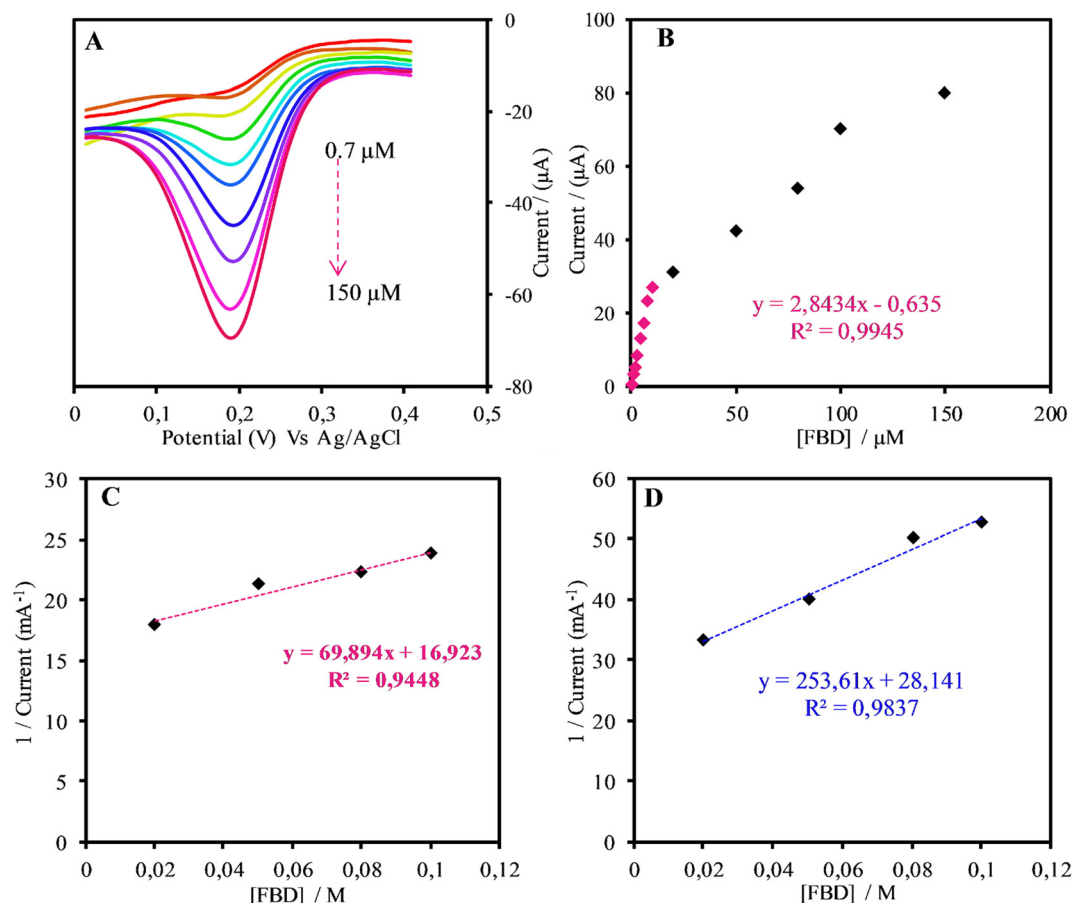 A
0
-20
-40
-60
-80
Current / (µA)
0.7 µM
150 µM
0
0,1
0,2
0,3
0,4
0,5
Potential (V) Vs Ag/AgCl
B
100
80
60
40
20
0
Current / (µA)
y = 2,8434x - 0,635
R² = 0,9945
0
50
100
150
200
[FBD] / µM
C
30
25
20
15
10
5
0
1 / Current (mA⁻¹)
y = 69,894x + 16,923
R² = 0,9448
0
0,02
0,04
0,06
0,08
0,1
0,12
[FBD] / M
D
60
50
40
30
20
10
0
1 / Current (mA⁻¹)
y = 253,61x + 28,141
R² = 0,9837
0
0,02
0,04
0,06
0,08
0,1
0,12
[FBD] / M